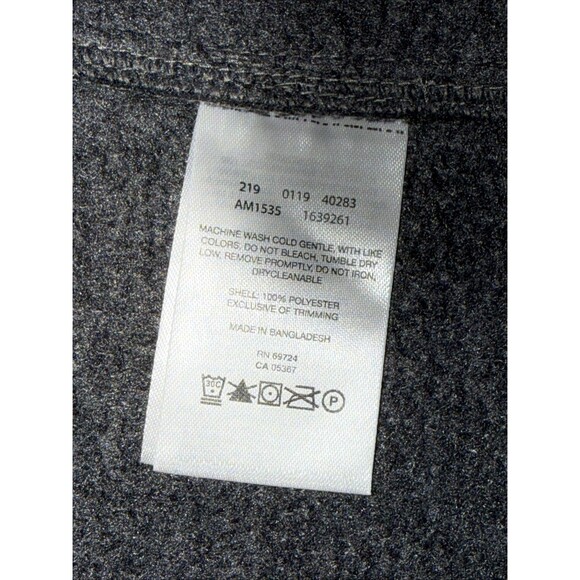 219 0119 40283
AM1535 1639261
MACHINE WASH COLD GENTLE, WITH LIKE
COLORS, DO NOT BLEACH, TUMBLE DRY
LOW, REMOVE PROMPTLY, DO NOT IRON,
DRYCLEANABLE
SHELL: 100% POLYESTER
EXCLUSIVE OF TRIMMING
MADE IN BANGLADESH
RN 69724
CA 05367
30C P